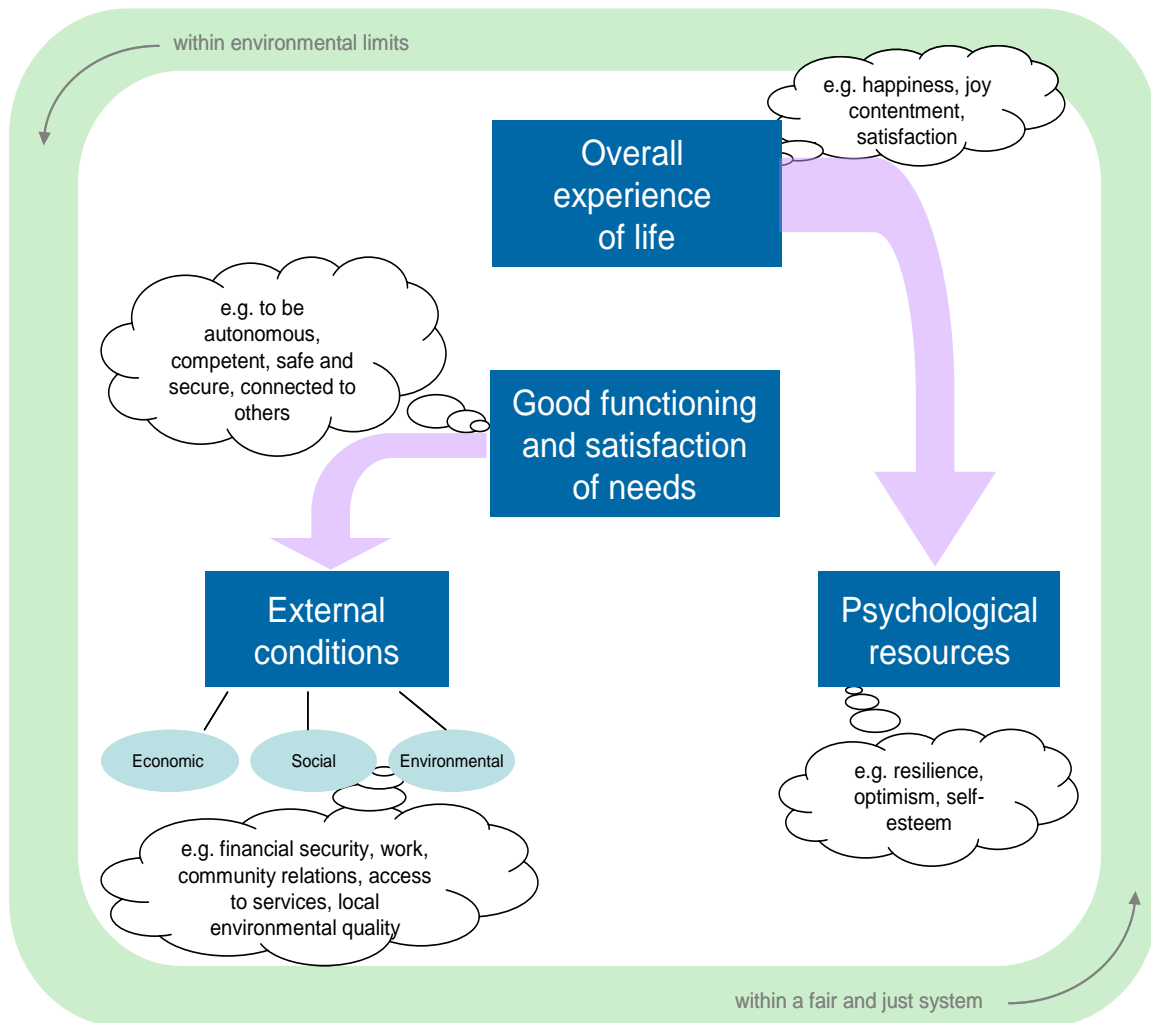 within environmental limits
e.g. happiness, joy
contentment,
satisfaction
Overall
experience
of life
e.g. to be
autonomous,
competent, safe and
secure, connected to
others
Good functioning
and satisfaction
of needs
External
conditions
Psychological
resources
Economic
Social
Environmental
e.g. resilience,
optimism, self-
esteem
e.g. financial security, work,
community relations, access
to services, local
environmental quality
within a fair and just system